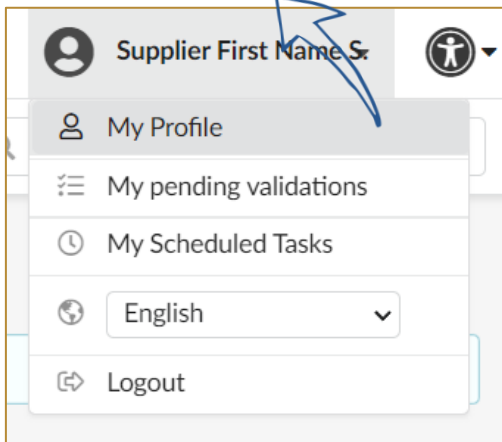 Supplier First Name S.
My Profile
My pending validations
My Scheduled Tasks
English
Logout